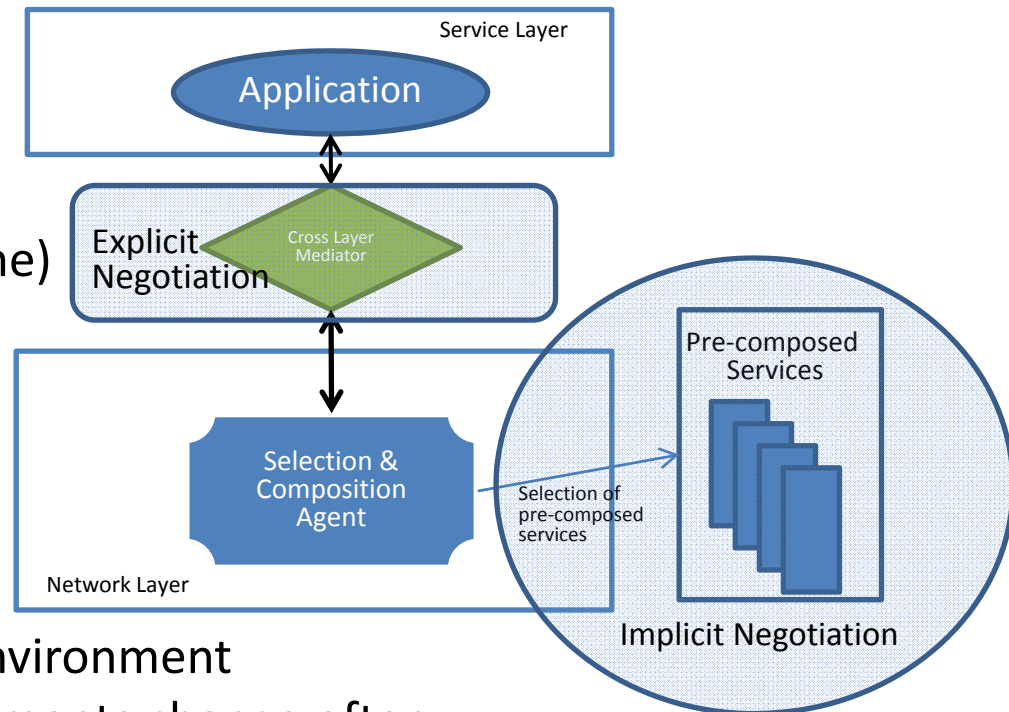 Service Layer
Application
Explicit
Negotiation
Cross Layer
Mediator
Pre-composed
Services
Selection &
Composition
Agent
Selection of
pre-composed
services
Network Layer
Implicit Negotiation